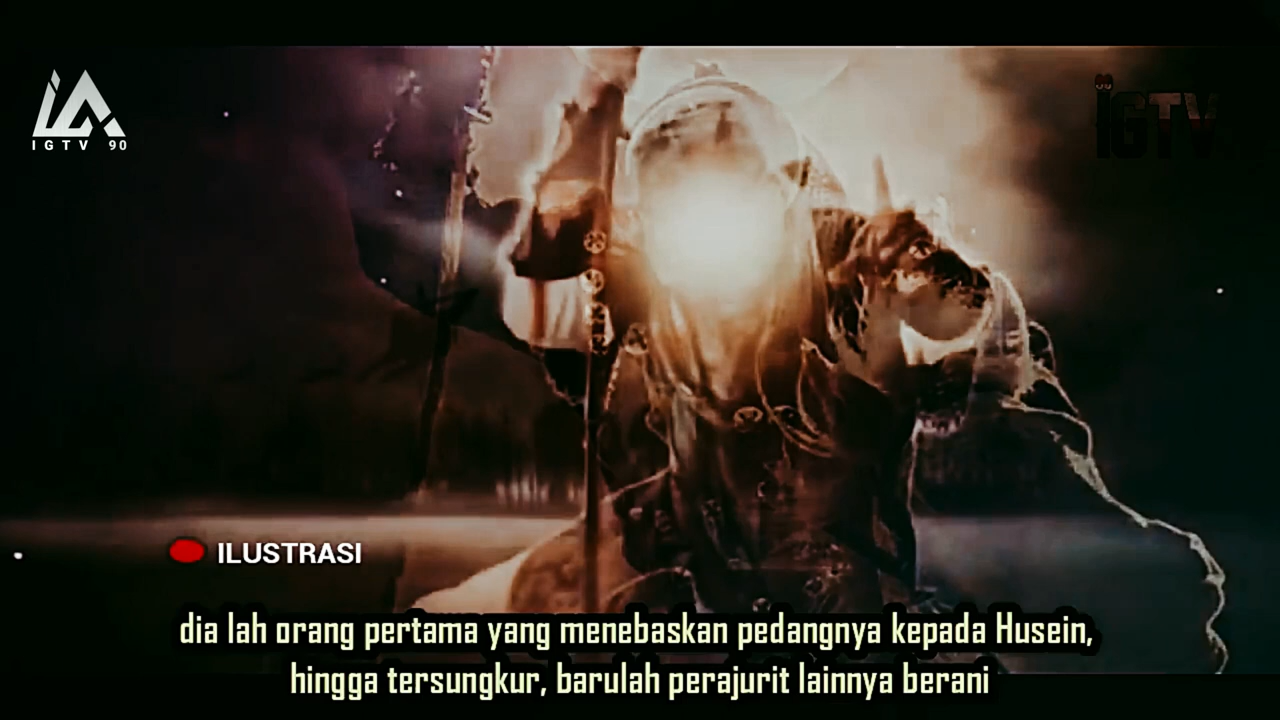 IGTV 90
IGTV
ILUSTRASI
dia lah orang pertama yang menebaskan pedangnya kepada Husein,
hingga tersungkur, barulah perajurit lainnya berani